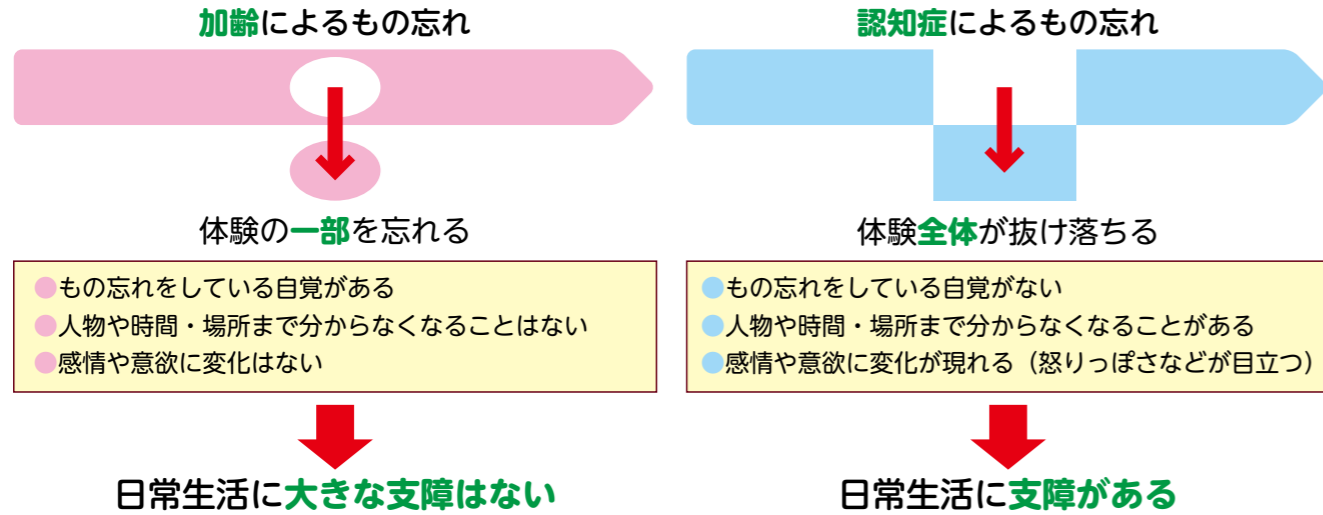 加齢によるもの忘れ
体験の一部を忘れる
●もの忘れをしている自覚がある
●人物や時間・場所まで分からなくなることはない
●感情や意欲に変化はない
日常生活に大きな支障はない
認知症によるもの忘れ
体験全体が抜け落ちる
●もの忘れをしている自覚がない
●人物や時間・場所まで分からなくなることがある
●感情や意欲に変化が現れる（怒りっぽさなどが目立つ）
日常生活に支障がある